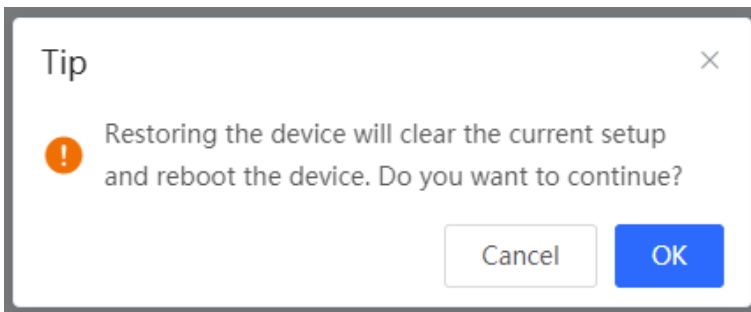 Tip
Restoring the device will clear the current setup
and reboot the device. Do you want to continue?
Cancel
OK